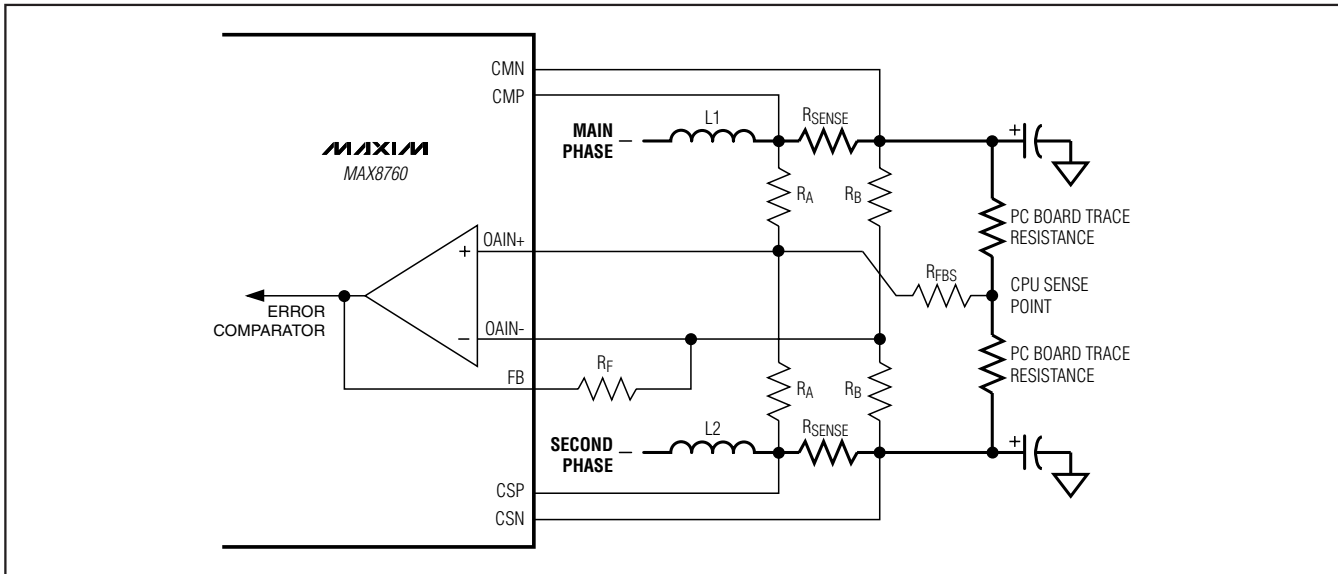 CMN
CMP
MAXIM
MAX8760
MAIN
PHASE
L1
RSENSE
RA
RB
PC BOARD TRACE
RESISTANCE
OAIN+
+
+
RFBS
CPU SENSE
POINT
ERROR
COMPARATOR
OAIN-
−
FB
RF
RA
RB
PC BOARD TRACE
RESISTANCE
L2
RSENSE
SECOND
PHASE
+
CSP
CSN